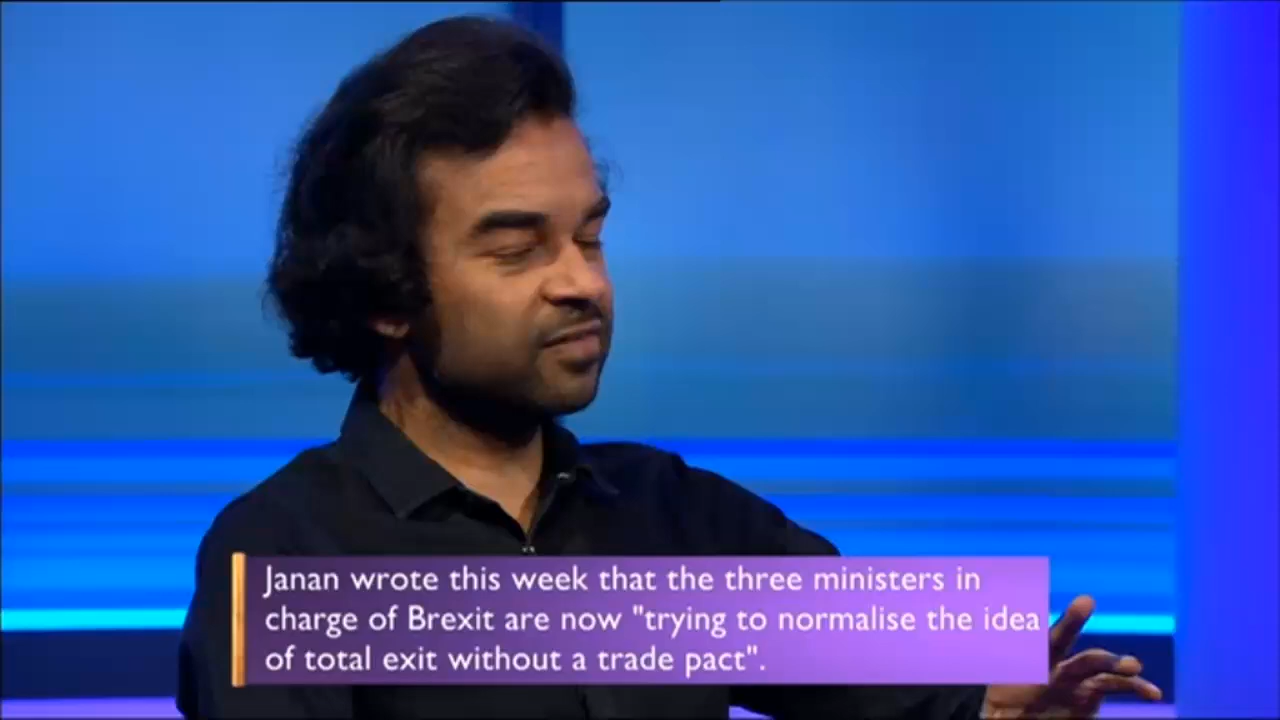 Janan wrote this week that the three ministers in
charge of Brexit are now "trying to normalise the idea
of total exit without a trade pact".